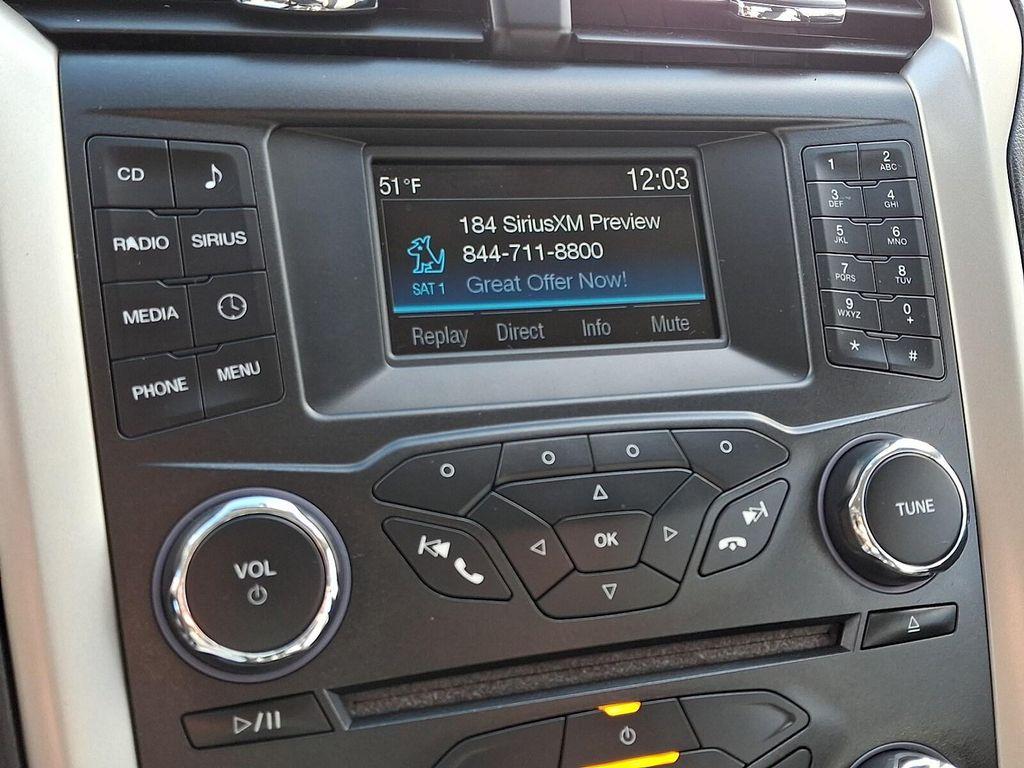 CD
RADIO SIRIUS
MEDIA
PHONE MENU
51°F 12:03
184 SiriusXM Preview
844-711-8800
SAT 1 Great Offer Now!
Replay Direct Info Mute
1 2 ABC
3 DEF 4 GHI
5 JKL 6 MNO
7 PQRS 8 TUV
9 WXYZ 0 +
* #
VOL
OK
TUNE